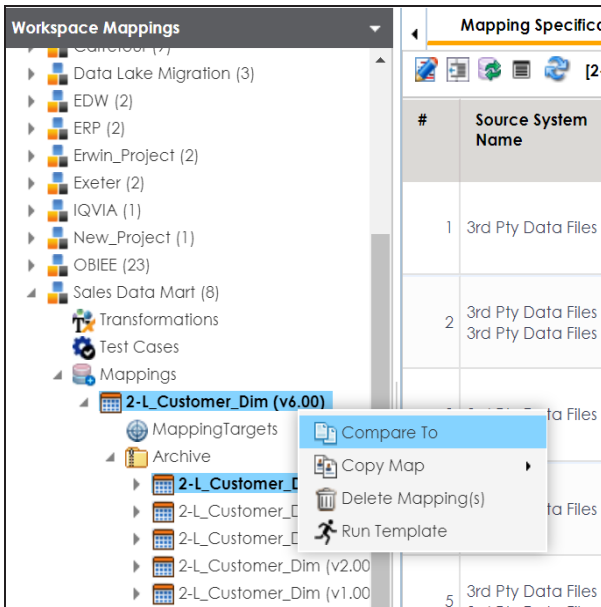 Workspace Mappings
Carrefour (7)
Data Lake Migration (3)
EDW (2)
ERP (2)
Erwin_Project (2)
Exeter (2)
IQVIA (1)
New_Project (1)
OBIEE (23)
Sales Data Mart (8)
Transformations
Test Cases
Mappings
2-L_Customer_Dim (v6.00)
MappingTargets
Archive
2-L_Customer_D
2-L_Customer_D
2-L_Customer_D
2-L_Customer_Dim (v2.00
2-L_Customer_Dim (v1.00
Compare To
Copy Map
Delete Mapping(s)
Run Template
Mapping Specifica
[2-
#
Source System
Name
1 3rd Pty Data Files
2 3rd Pty Data Files
3rd Pty Data Files
ta Files
ta Files
5 3rd Pty Data Files